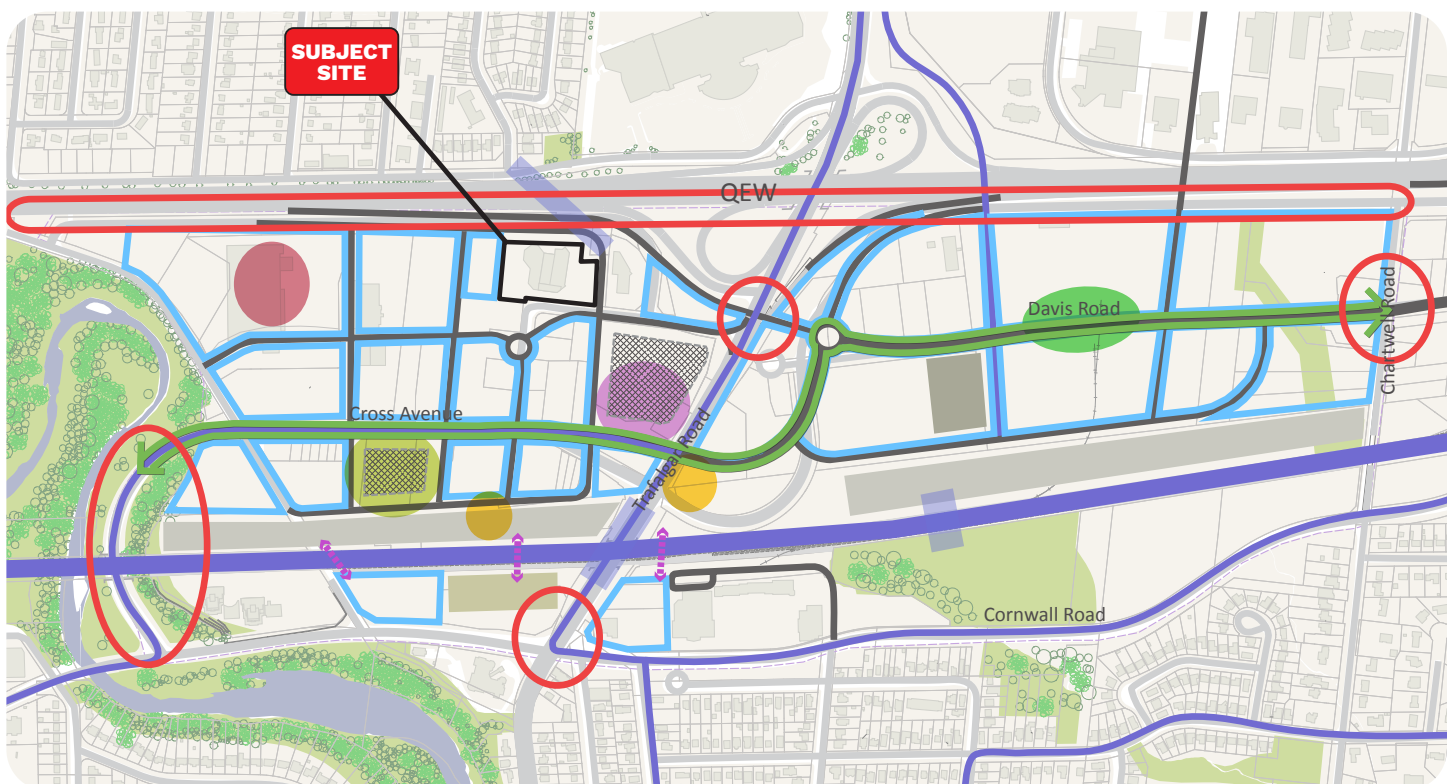 SUBJECT
SITE
QEW
Davis Road
Chartwell Road
Cross Avenue
Trafalgar Road
Cornwall Road